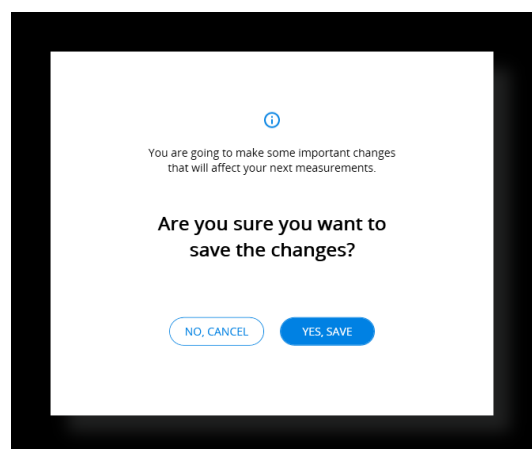 You are going to make some important changes
that will affect your next measurements.
Are you sure you want to
save the changes?
NO, CANCEL
YES, SAVE